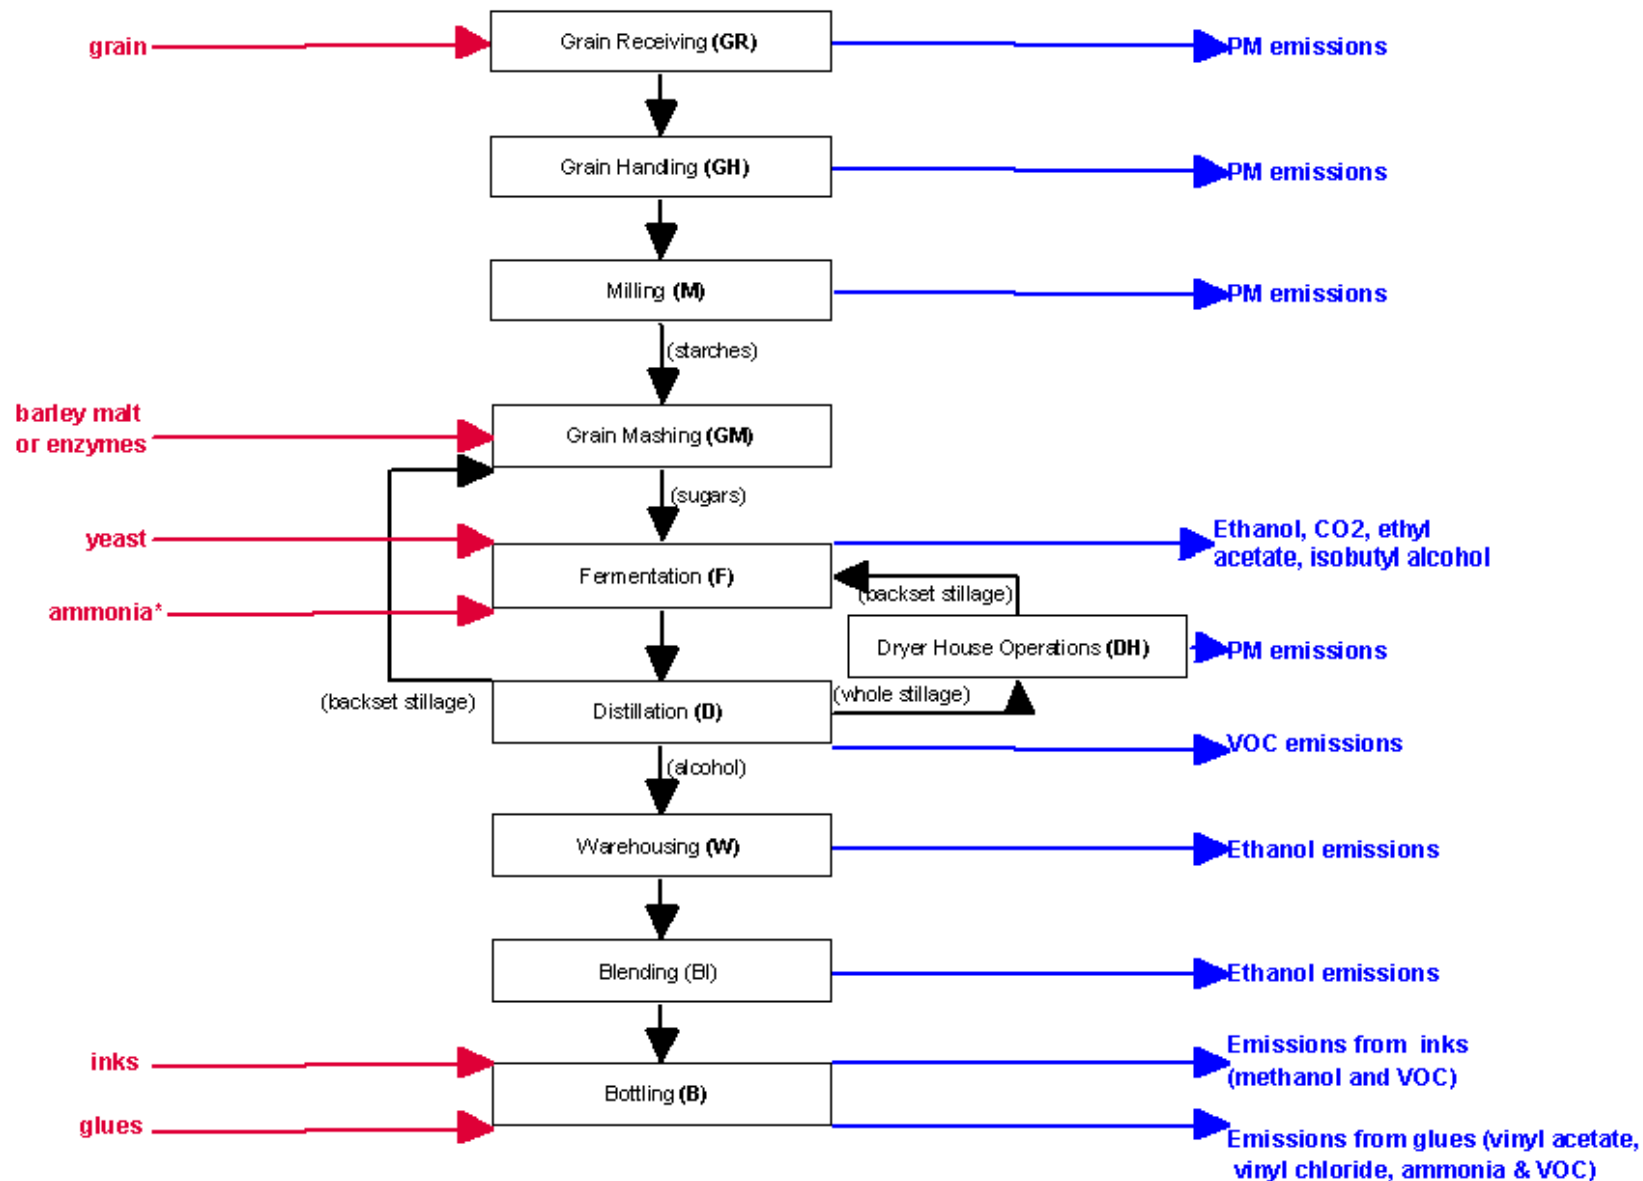 grain
Grain Receiving (GR)
PM emissions
Grain Handling (GH)
PM emissions
Milling (M)
PM emissions
(starches)
barley malt
or enzymes
Grain Mashing (GM)
(sugars)
yeast
Ethanol, CO2, ethyl
acetate, isobutyl alcohol
Fermentation (F)
(backset stillage)
ammonia*
Dryer House Operations (DH)
PM emissions
(backset stillage)
(whole stillage)
Distillation (D)
VOC emissions
(alcohol)
Warehousing (W)
Ethanol emissions
Blending (Bl)
Ethanol emissions
inks
Emissions from inks
(methanol and VOC)
Bottling (B)
glues
Emissions from glues (vinyl acetate,
vinyl chloride, ammonia & VOC)